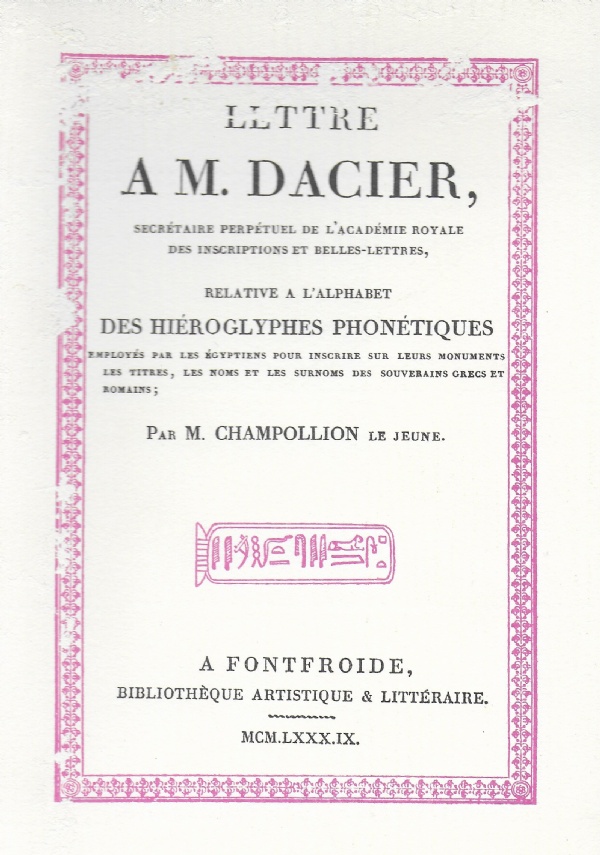 LETTRE
A M. DACIER,
SECRÉTAIRE PERPÉTUEL DE L'ACADÉMIE ROYALE
DES INSCRIPTIONS ET BELLES-LETTRES,
RELATIVE A L'ALPHABET
DES HIÉROGLYPHES PHONÉTIQUES
EMPLOYÉS PAR LES ÉGYPTIENS POUR INSCRIRE SUR LEURS MONUMENTS
LES TITRES, LES NOMS ET LES SURNOMS DES SOUVERAINS GRECS ET
ROMAINS;
PAR M. CHAMPOLLION LE JEUNE.
A FONTFROIDE,
BIBLIOTHÈQUE ARTISTIQUE & LITTÉRAIRE.
MCM.LXXX.IX.